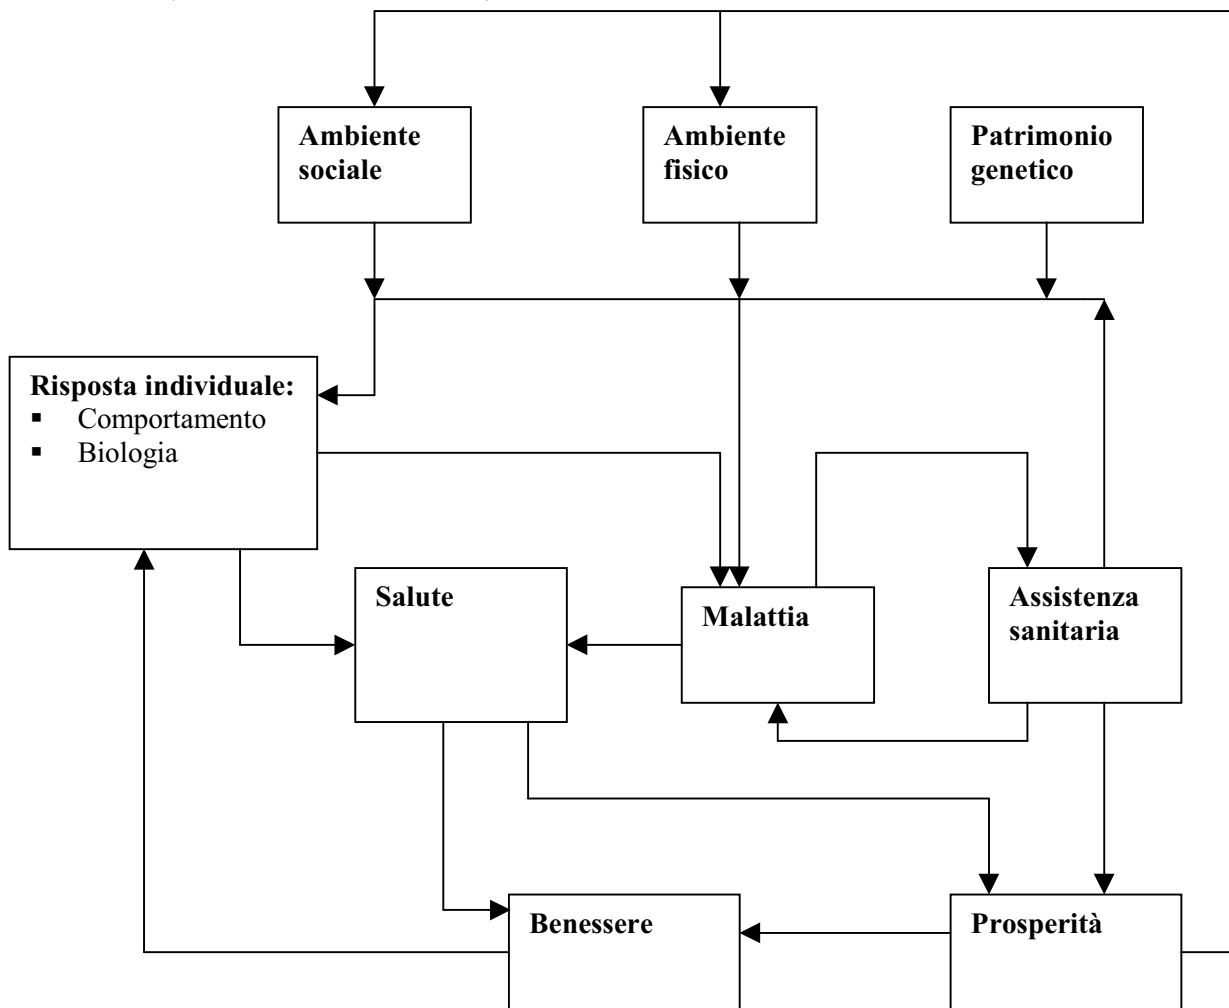 Ambiente
sociale
Ambiente
fisico
Patrimonio
genetico
Risposta individuale:
▪ Comportamento
▪ Biologia
Salute
Malattia
Assistenza
sanitaria
Benessere
Prosperità